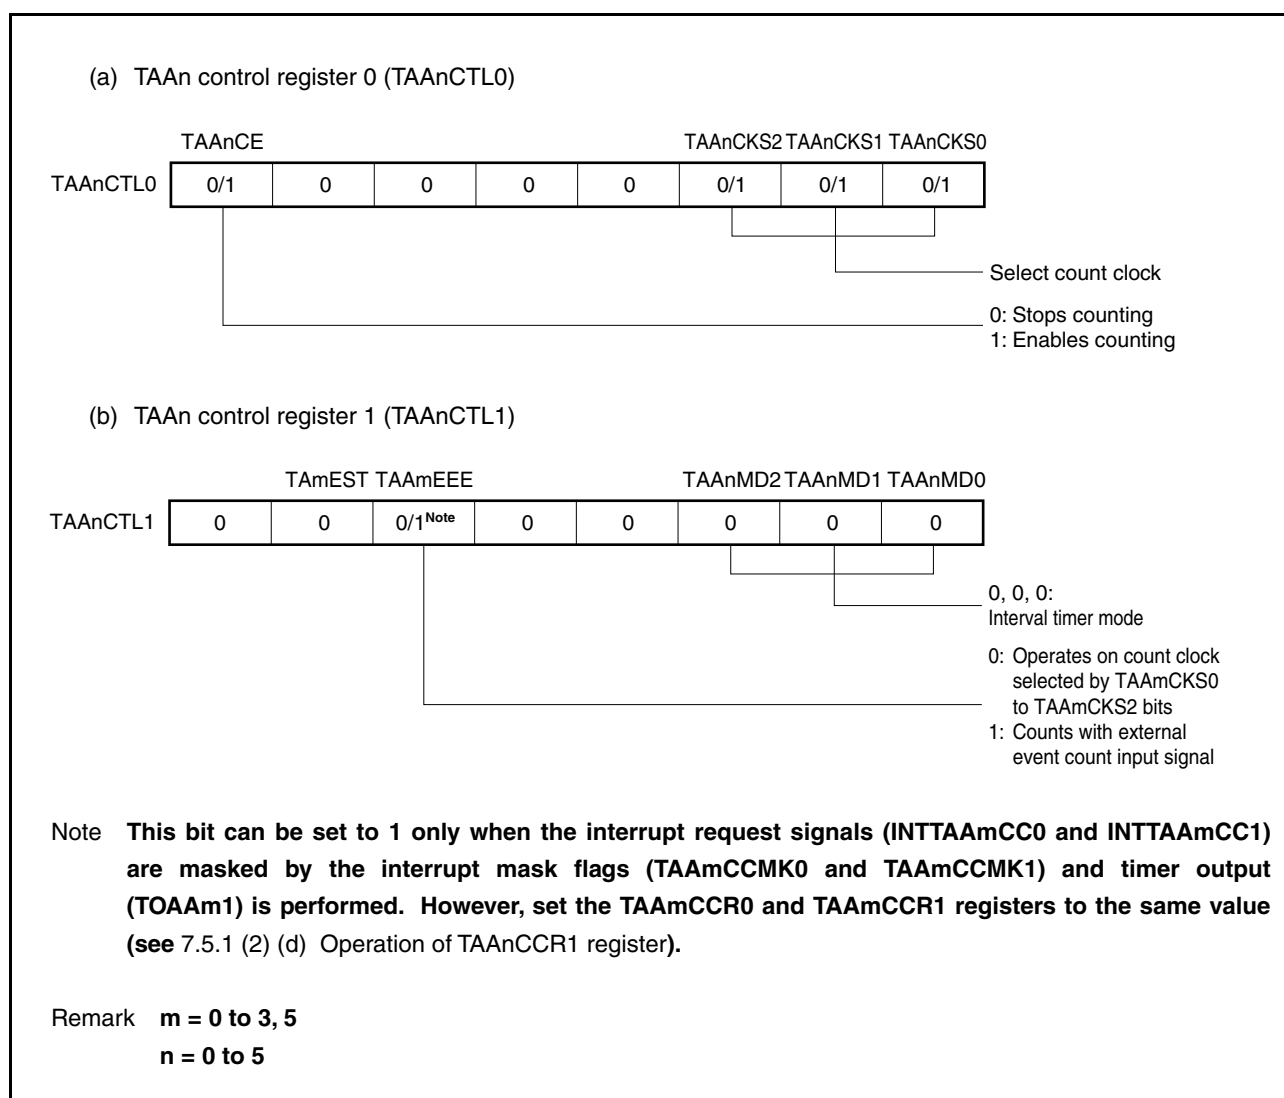 (a) TAAn control register 0 (TAAnCTL0)
TAAnCE TAAnCKS2 TAAnCKS1 TAAnCKS0
TAAnCTL0 0/1 0 0 0 0 0/1 0/1 0/1
Select count clock
0: Stops counting
1: Enables counting
(b) TAAn control register 1 (TAAnCTL1)
TAmEST TAAmEEE TAAnMD2 TAAnMD1 TAAnMD0
TAAnCTL1 0 0 0/1Note 0 0 0 0 0
0, 0, 0:
Interval timer mode
0: Operates on count clock
selected by TAAmCKS0
to TAAmCKS2 bits
1: Counts with external
event count input signal
Note This bit can be set to 1 only when the interrupt request signals (INTTAAmCC0 and INTTAAmCC1)
are masked by the interrupt mask flags (TAAmCCMK0 and TAAmCCMK1) and timer output
(TOAAm1) is performed. However, set the TAAmCCR0 and TAAmCCR1 registers to the same value
(see 7.5.1 (2) (d) Operation of TAAnCCR1 register).
Remark m = 0 to 3, 5
n = 0 to 5